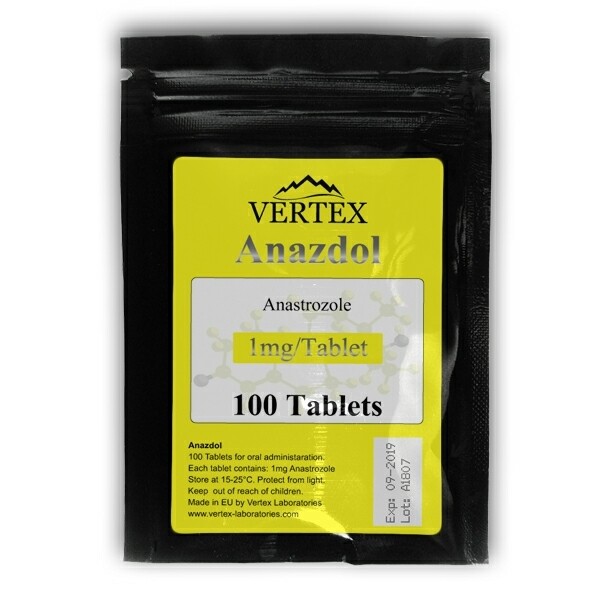 VERTEX
Anazdol
Anastrozole
1mg/Tablet
100 Tablets
Anazdol
100 Tablets for oral administaration.
Each tablet contains: 1mg Anastrozole
Store at 15-25°C. Protect from light.
Keep out of reach of children.
Made in EU by Vertex Laboratories
www.vertex-laboratories.com
Exp: 09-2019
Lot: A1807